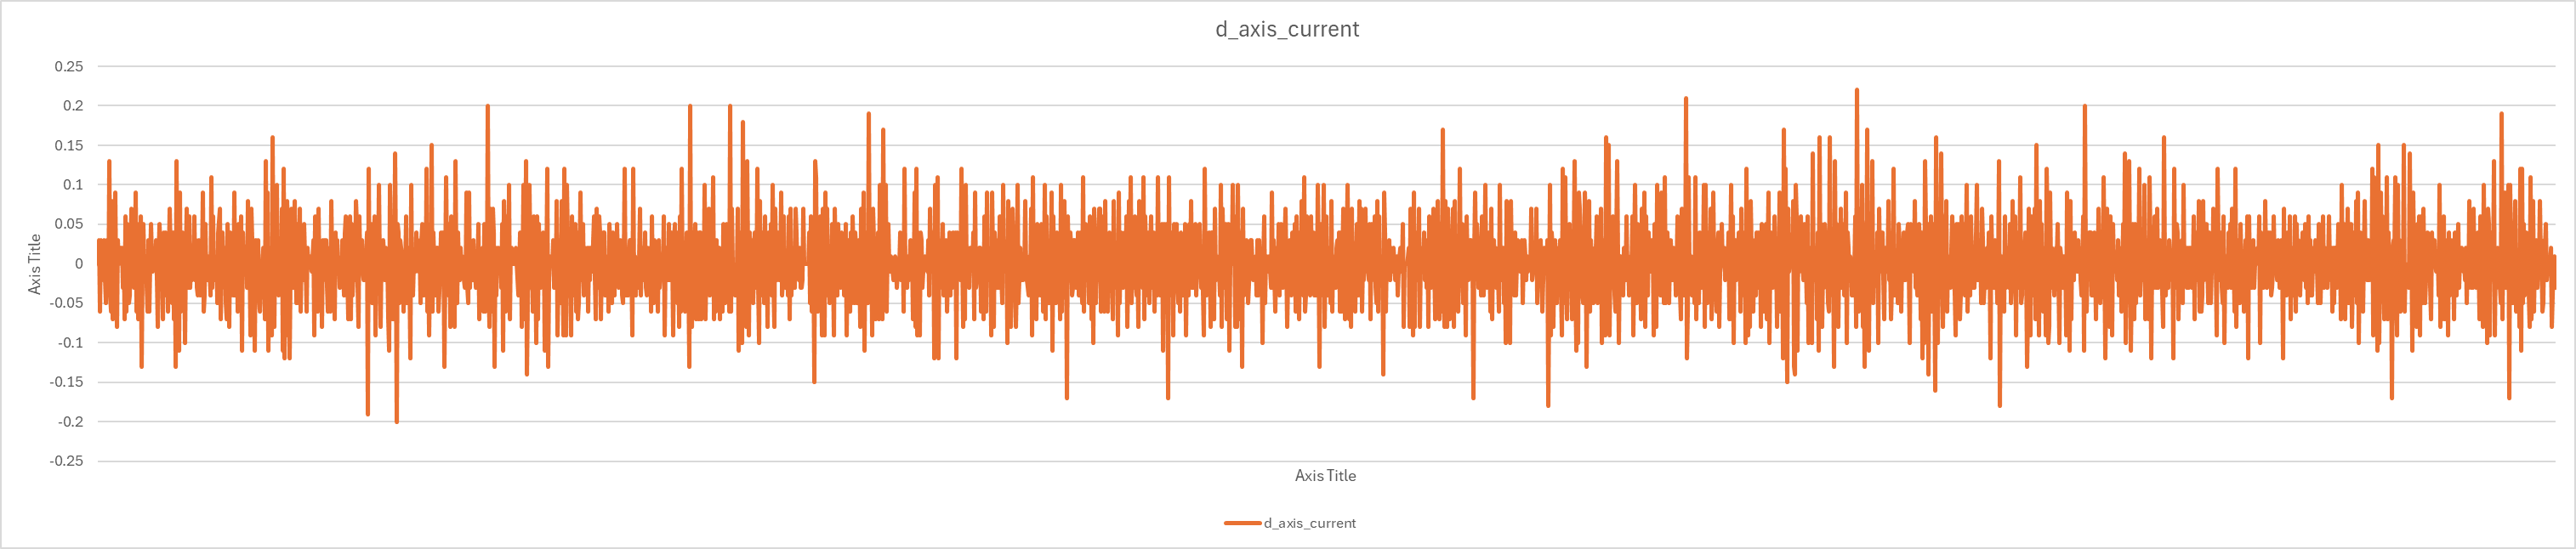 d_axis_current
0.25
0.2
0.15
0.1
0.05
0
-0.05
-0.1
-0.15
-0.2
-0.25
Axis Title
Axis Title
d_axis_current